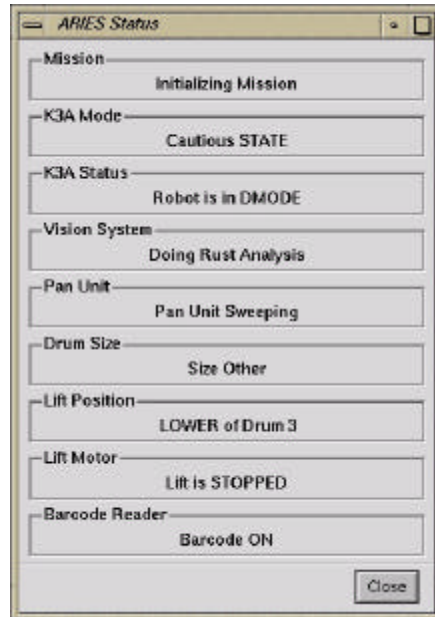 ARIES Status
Mission
Initializing Mission
K3A Mode
Cautious STATE
K3A Status
Robot is in DMODE
Vision System
Doing Rust Analysis
Pan Unit
Pan Unit Sweeping
Drum Size
Size Other
Lift Position
LOWER of Drum 3
Lift Motor
Lift is STOPPED
Barcode Reader
Barcode ON
Close